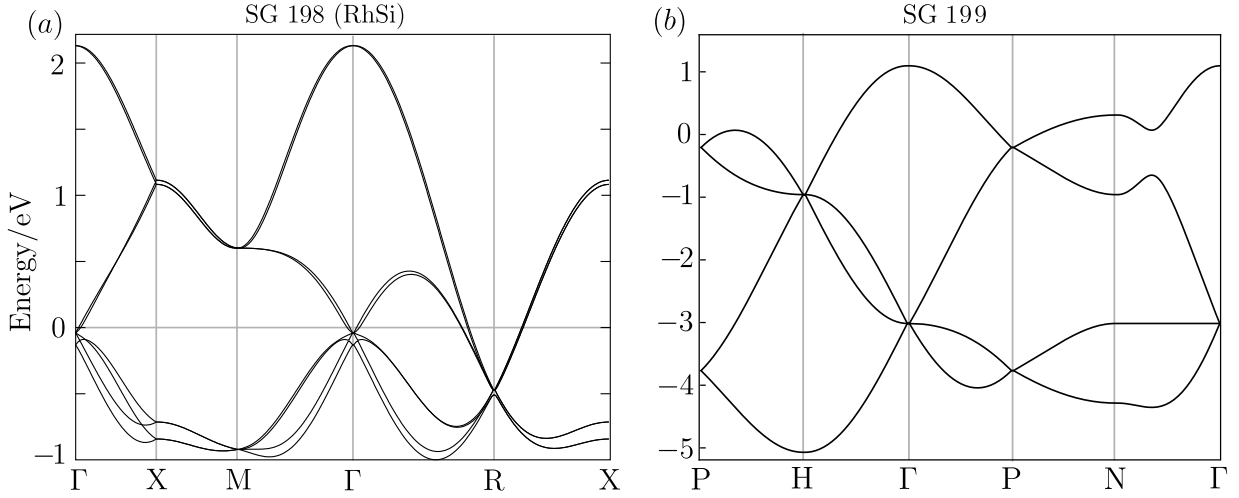 (a) SG 198 (RhSi)
Energy/eV
2
1
0
−1
Γ X M Γ R X
(b) SG 199
1
0
−1
−2
−3
−4
−5
P H Γ P N Γ